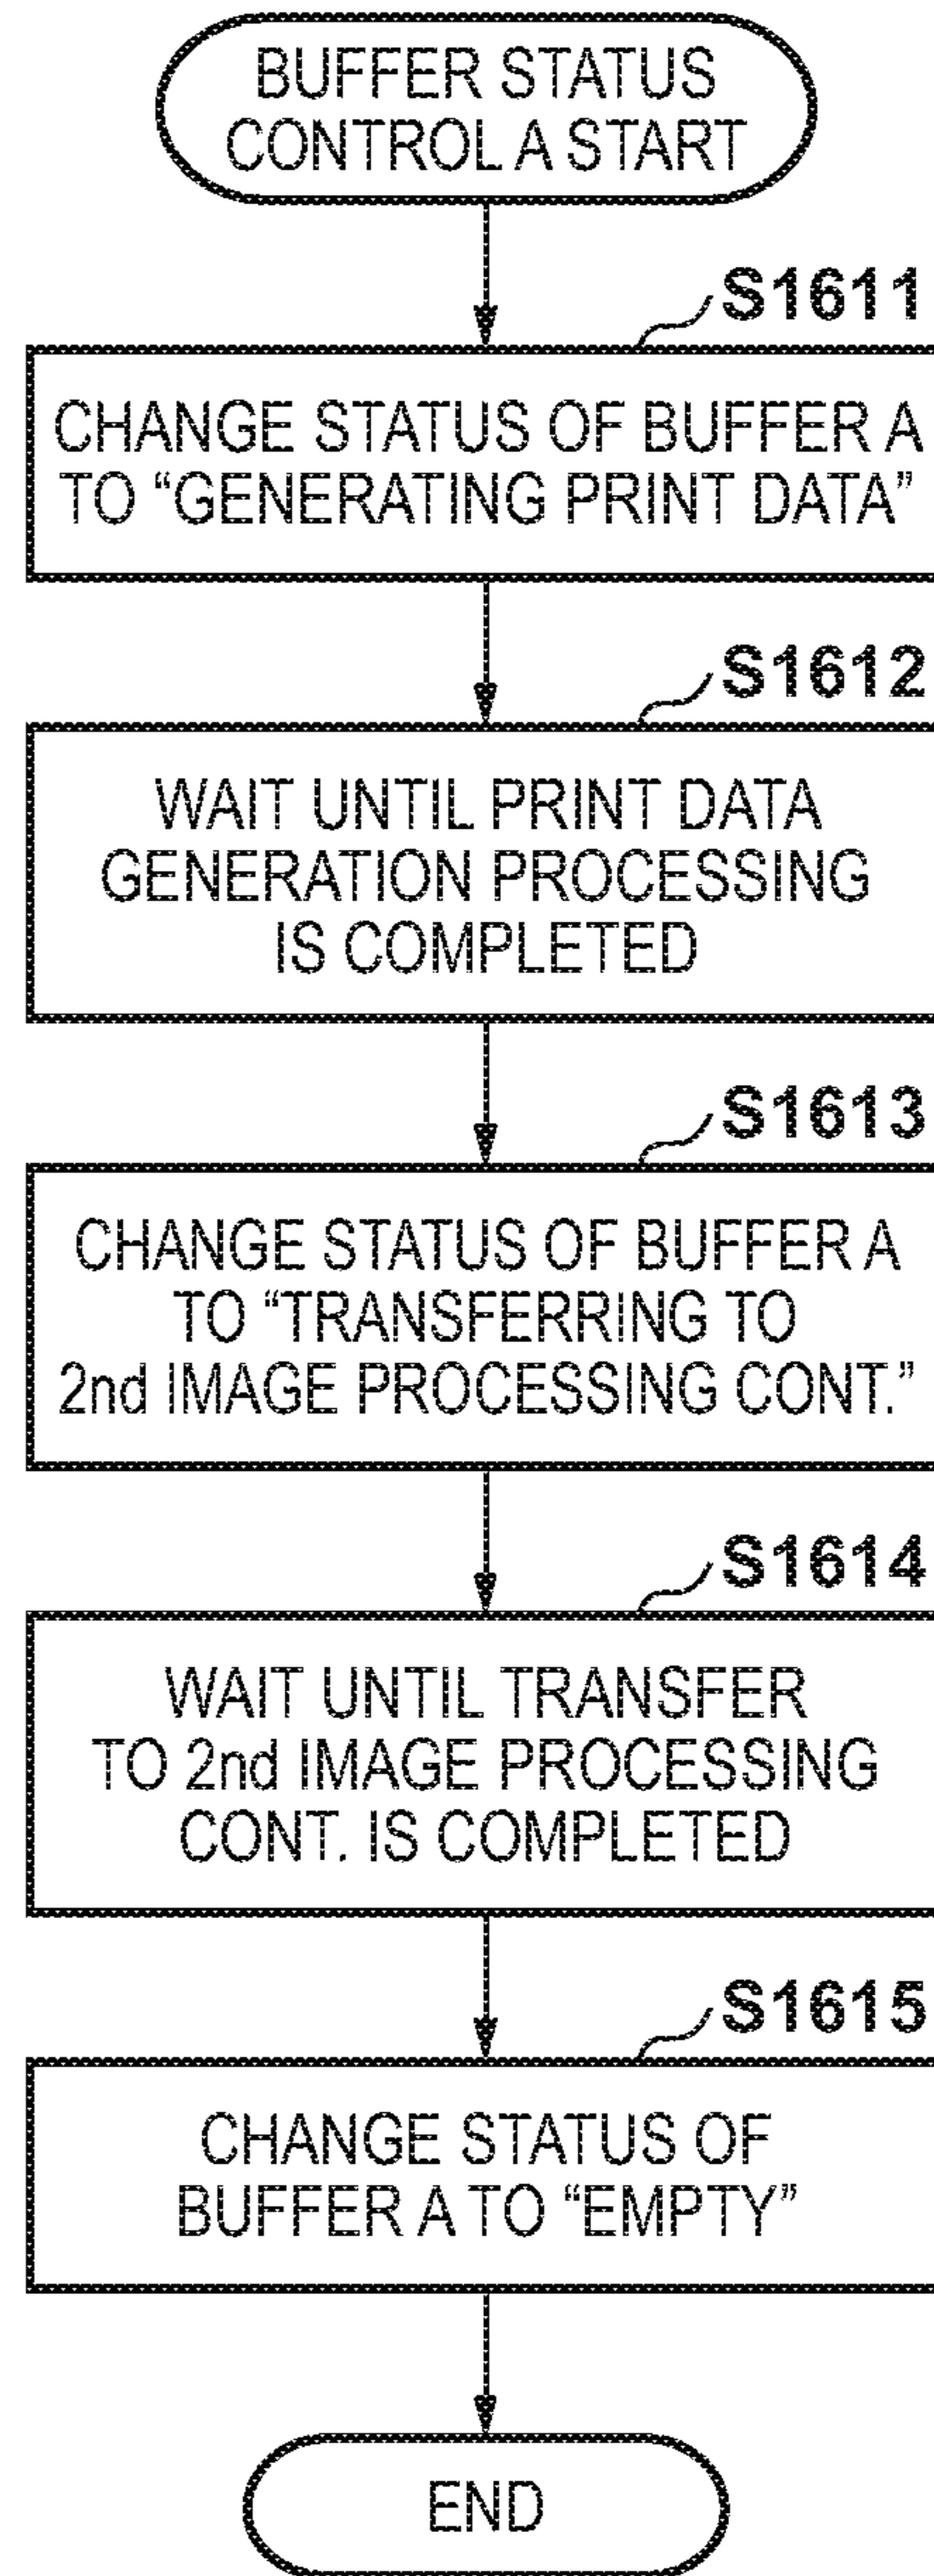 BUFFER STATUS
CONTROL A START
S1611
CHANGE STATUS OF BUFFER A
TO “GENERATING PRINT DATA”
S1612
WAIT UNTIL PRINT DATA
GENERATION PROCESSING
IS COMPLETED
S1613
CHANGE STATUS OF BUFFER A
TO “TRANSFERRING TO
2nd IMAGE PROCESSING CONT.”
S1614
WAIT UNTIL TRANSFER
TO 2nd IMAGE PROCESSING
CONT. IS COMPLETED
S1615
CHANGE STATUS OF
BUFFER A TO “EMPTY”
END